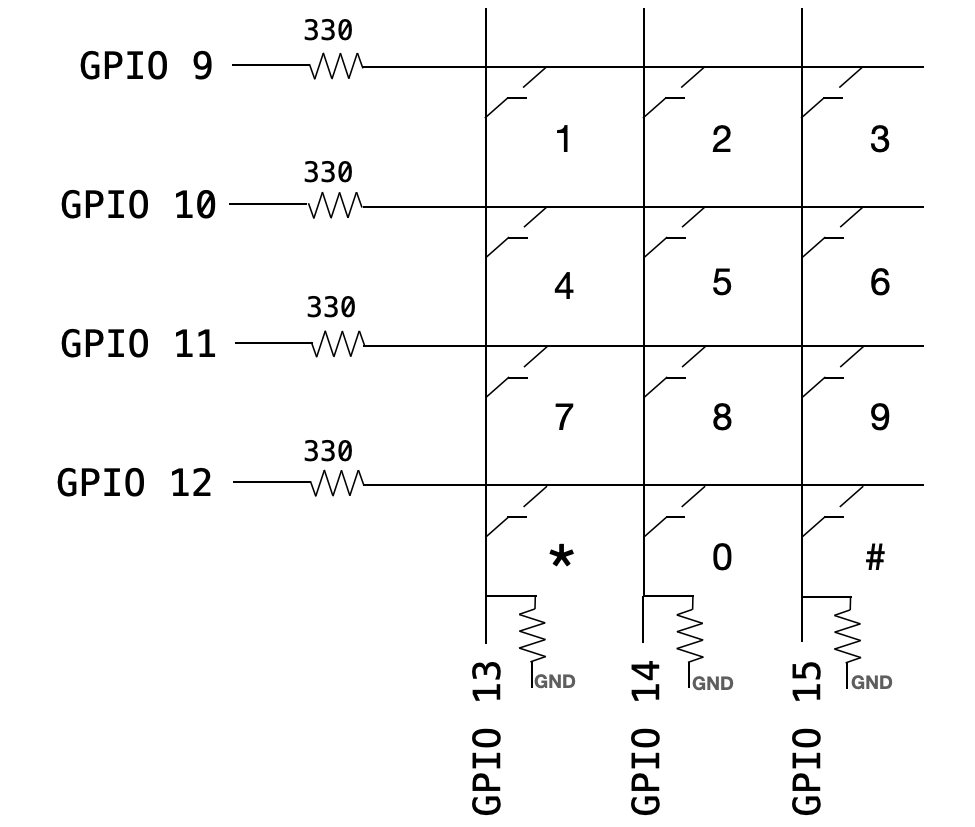 330
GPIO 9
1 2 3
330
GPIO 10
4 5 6
330
GPIO 11
7 8 9
330
GPIO 12
* 0 #
GND GND GND
GPIO 13
GPIO 14
GPIO 15